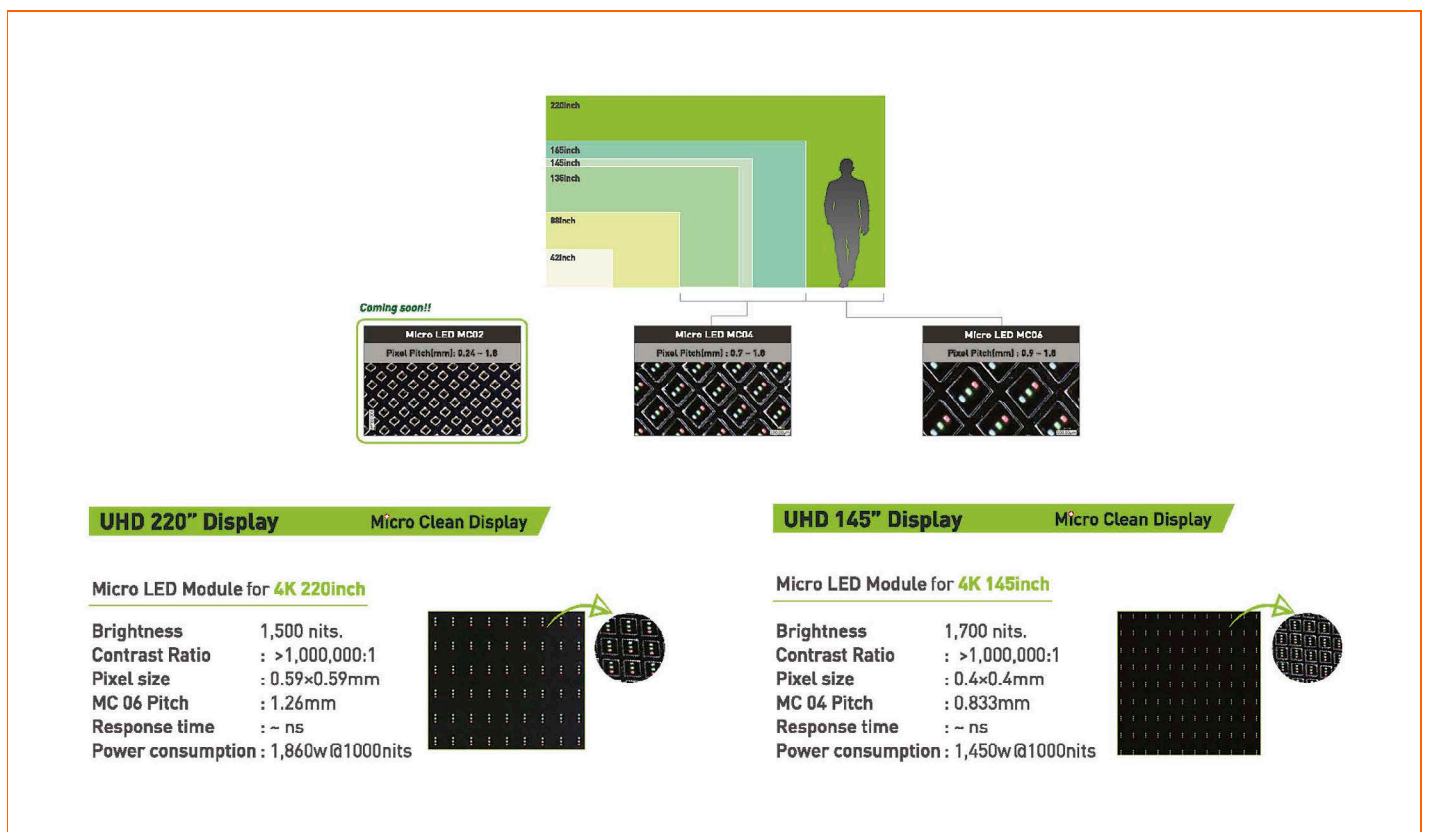 220inch
165inch
145inch
135inch
88inch
42inch
Coming soon!!
Micro LED MC02
Pixel Pitch(mm): 0.24 ~ 1.8
Micro LED MC04
Pixel Pitch(mm) : 0.7 ~ 1.8
Micro LED MC06
Pixel Pitch(mm) : 0.9 ~ 1.8
UHD 220" Display Micro Clean Display
Micro LED Module for 4K 220inch
Brightness 1,500 nits.
Contrast Ratio : >1,000,000:1
Pixel size : 0.59×0.59mm
MC 06 Pitch : 1.26mm
Response time : ~ ns
Power consumption : 1,860w@1000nits
UHD 145" Display Micro Clean Display
Micro LED Module for 4K 145inch
Brightness 1,700 nits.
Contrast Ratio : >1,000,000:1
Pixel size : 0.4×0.4mm
MC 04 Pitch : 0.833mm
Response time : ~ ns
Power consumption : 1,450w@1000nits